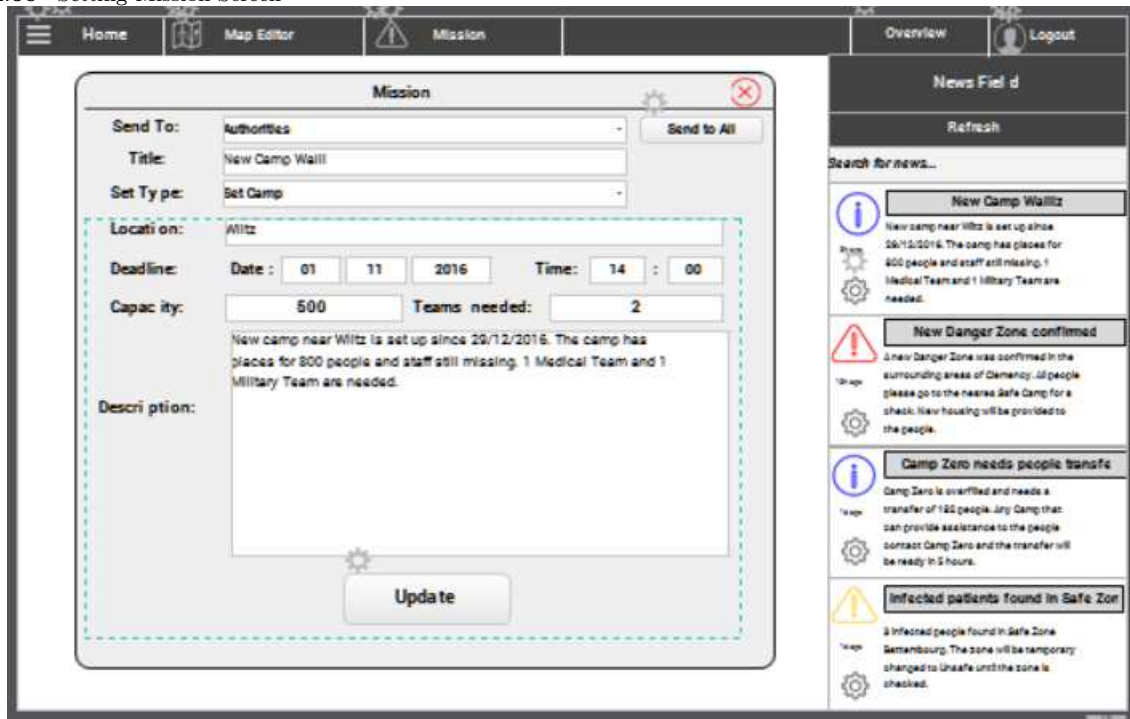 Setting Mission Screen
Home Map Editor Mission Overview Logout
Mission
Send To: Authorities Send to All
Title: New Camp Walll
Set Type: Set Camp
Location: Wiltz
Deadline: Date : 01 11 2016 Time: 14 : 00
Capacity: 500 Teams needed: 2
Description:
New camp near Wiltz is set up since 29/12/2016. The camp has
places for 800 people and staff still missing. 1 Medical Team and 1
Military Team are needed.
Update
News Field
Refresh
Search for news...
New Camp Walllz
New camp near Wiltz is set up since
29/12/2016. The camp has places for
800 people and staff still missing. 1
Medical Team and 1 Military Team are
needed.
New Danger Zone confirmed
A new Danger Zone was confirmed in the
surrounding areas of Clemency. All people
please go to the neares Safe Camp for a
check. New housing will be provided to
the people.
Camp Zero needs people transfe
Camp Zero is overfilled and needs a
transfer of people. Any Camp that
can provide assistance to the people
contact Camp Zero and the transfer will
be ready in 5 hours.
Infected patients found in Safe Zon
3 infected people found in Safe Zone
Bettembourg. The zone will be temporary
changed to Unsafe until the zone is
checked.